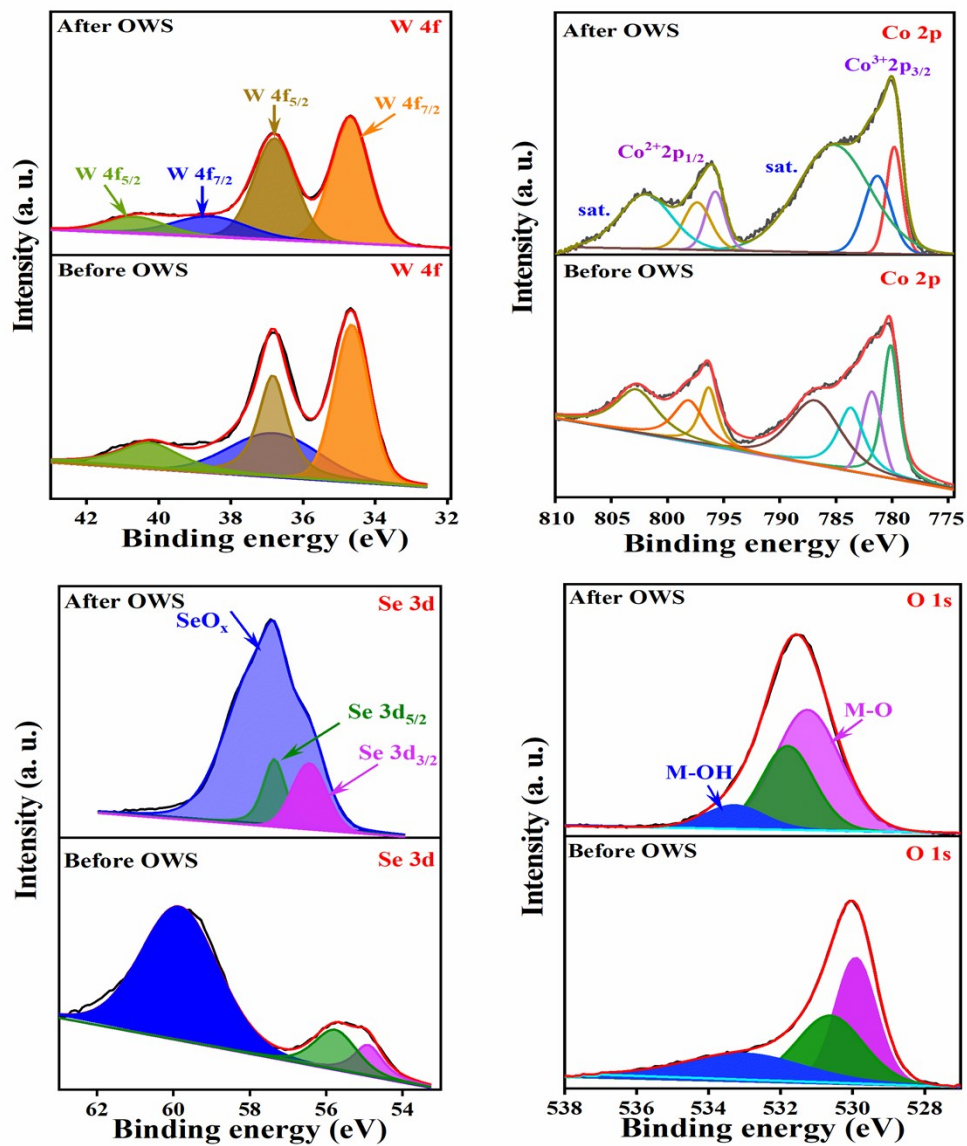 After OWS
W 4f
W 4f5/2
W 4f7/2
W 4f5/2
W 4f7/2
Before OWS
W 4f
Intensity (a. u.)
42 40 38 36 34 32
Binding energy (eV)
After OWS
Co 2p
Co³⁺2p3/2
Co²⁺2p1/2
sat.
sat.
Before OWS
Co 2p
Intensity (a. u.)
810 805 800 795 790 785 780 775
Binding energy (eV)
After OWS
Se 3d
SeOx
Se 3d5/2
Se 3d3/2
Before OWS
Se 3d
Intensity (a. u.)
62 60 58 56 54
Binding energy (eV)
After OWS
O 1s
M-O
M-OH
Before OWS
O 1s
Intensity (a. u.)
538 536 534 532 530 528
Binding energy (eV)